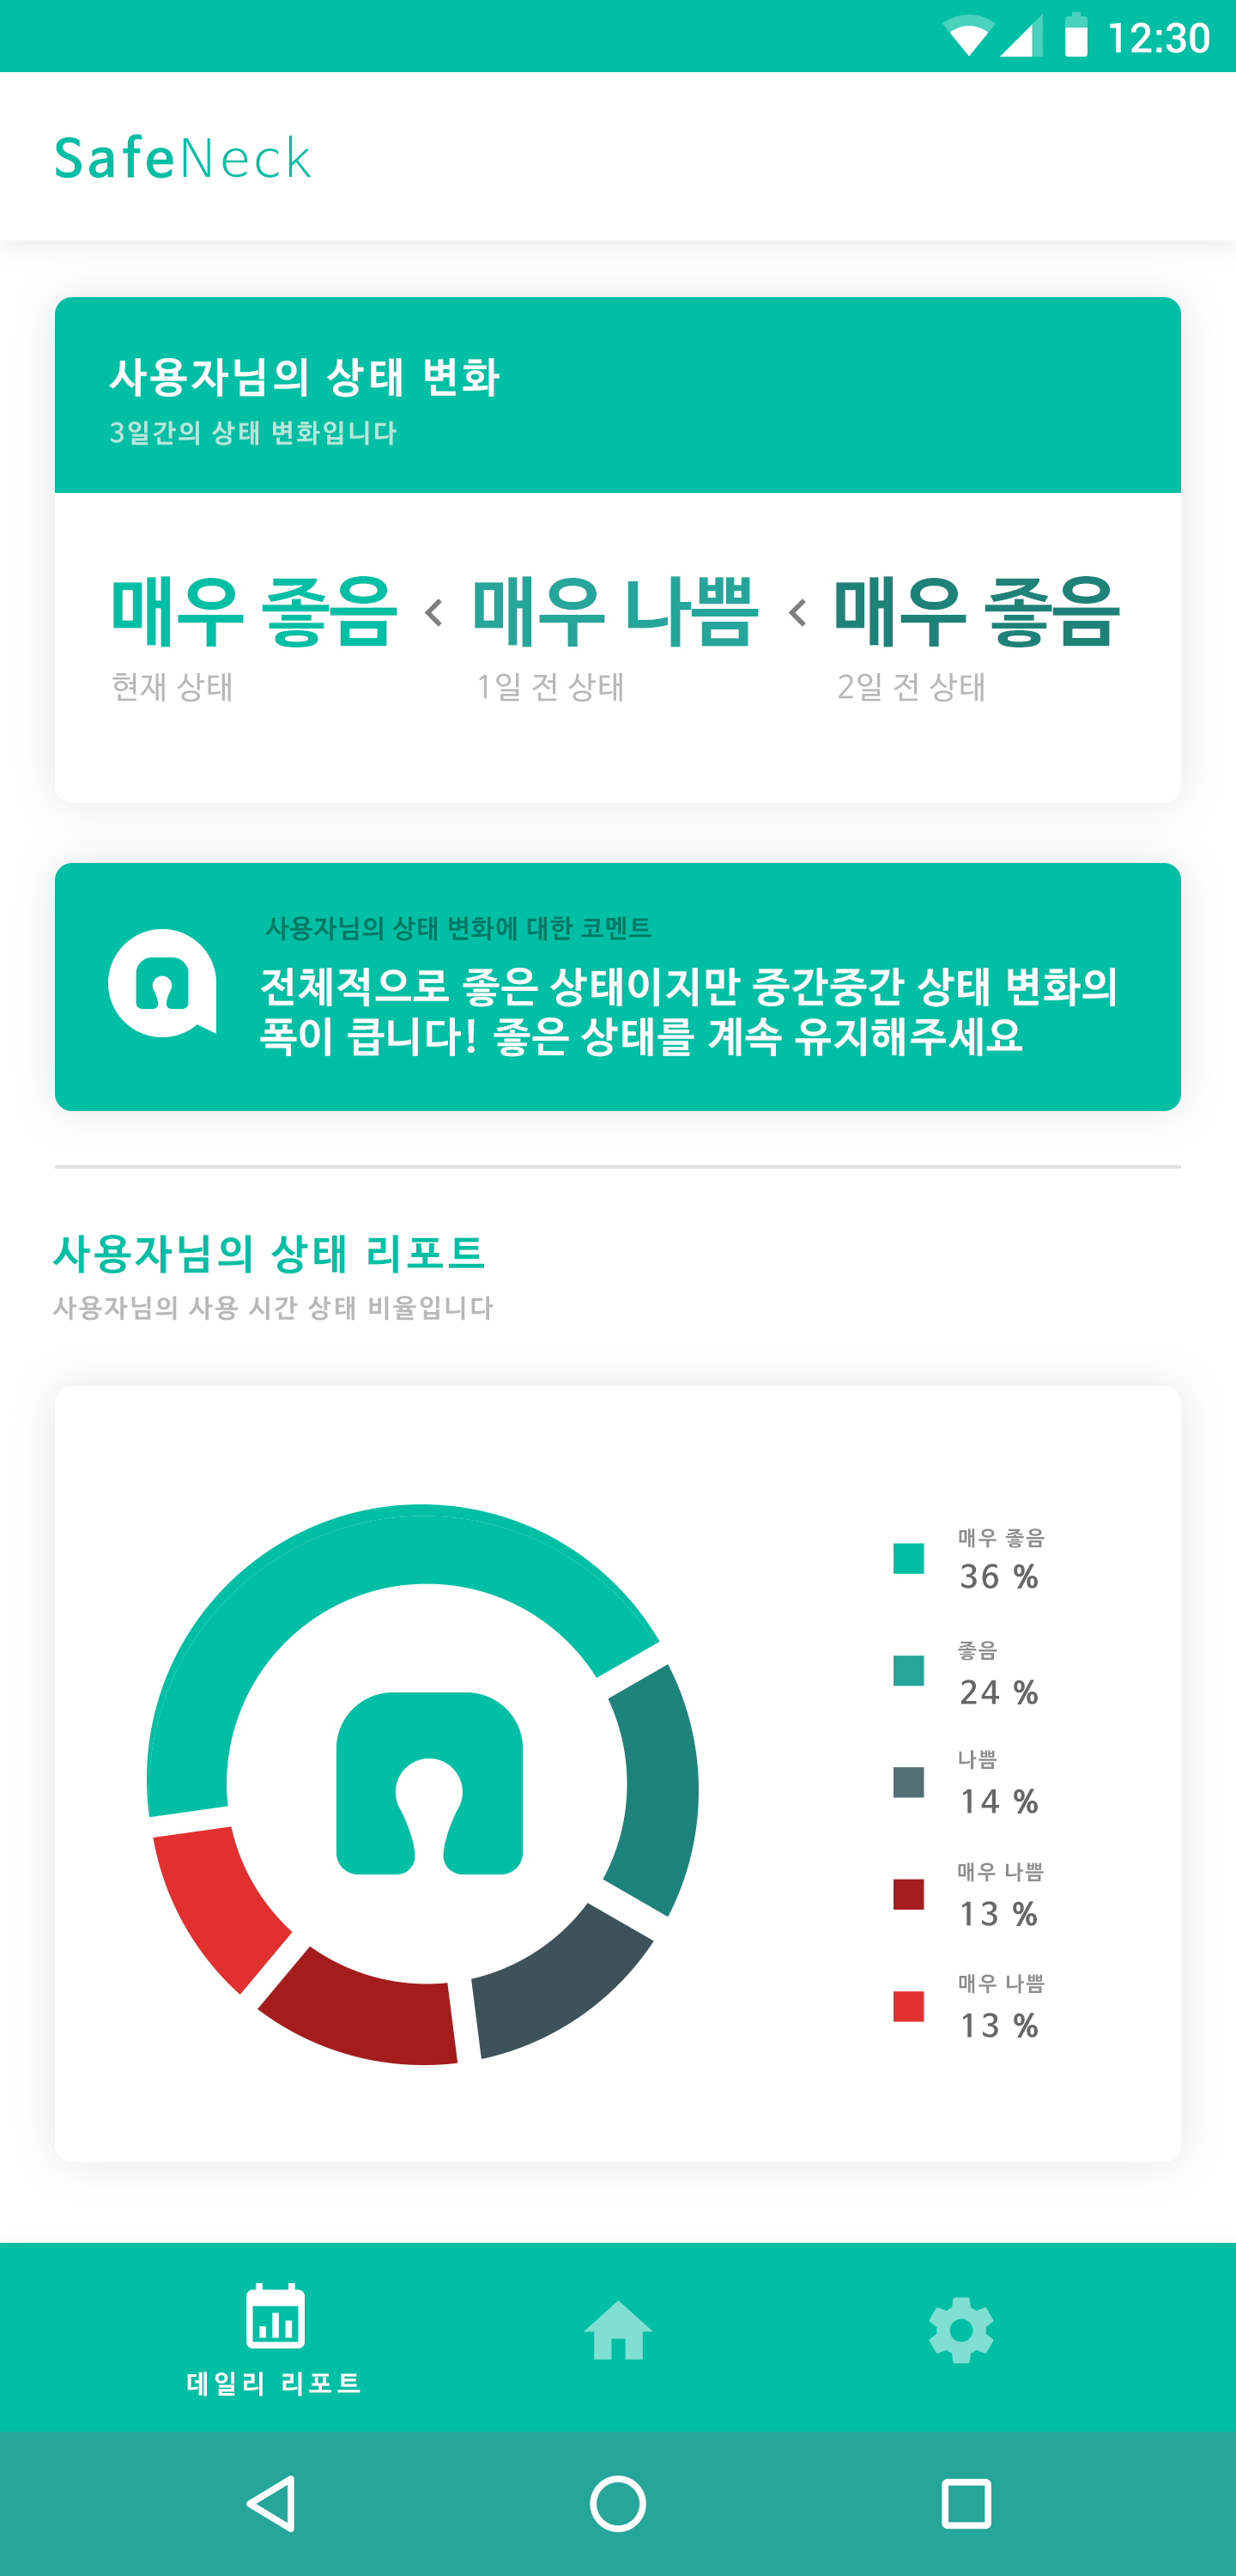 12:30
SafeNeck
사용자님의 상태 변화
3일간의 상태 변화입니다
매우 좋음 < 매우 나쁨 < 매우 좋음
현재 상태 1일 전 상태 2일 전 상태
사용자님의 상태 변화에 대한 코멘트
전체적으로 좋은 상태이지만 중간중간 상태 변화의
폭이 큽니다! 좋은 상태를 계속 유지해주세요
사용자님의 상태 리포트
사용자님의 사용 시간 상태 비율입니다
매우 좋음
36 %
좋음
24 %
나쁨
14 %
매우 나쁨
13 %
매우 나쁨
13 %
데일리 리포트